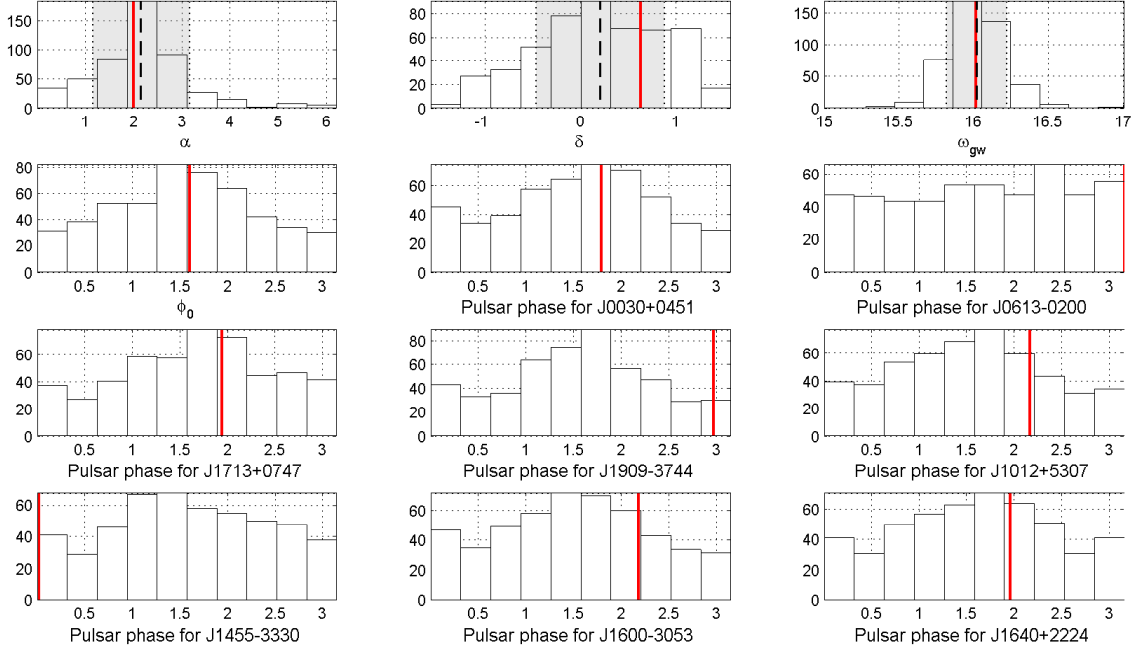 150
100
50
0
1 2 3 4 5 6
α
80
60
40
20
0
-1 0 1
δ
150
100
50
0
15 15.5 16 16.5 17
ω_gw
80
60
40
20
0
0.5 1 1.5 2 2.5 3
ϕ_0
80
60
40
20
0
0.5 1 1.5 2 2.5 3
Pulsar phase for J0030+0451
60
40
20
0
0.5 1 1.5 2 2.5 3
Pulsar phase for J0613-0200
60
40
20
0
0.5 1 1.5 2 2.5 3
Pulsar phase for J1713+0747
80
60
40
20
0
0.5 1 1.5 2 2.5 3
Pulsar phase for J1909-3744
60
40
20
0
0.5 1 1.5 2 2.5 3
Pulsar phase for J1012+5307
60
40
20
0
0.5 1 1.5 2 2.5 3
Pulsar phase for J1455-3330
60
40
20
0
0.5 1 1.5 2 2.5 3
Pulsar phase for J1600-3053
60
40
20
0
0.5 1 1.5 2 2.5 3
Pulsar phase for J1640+2224